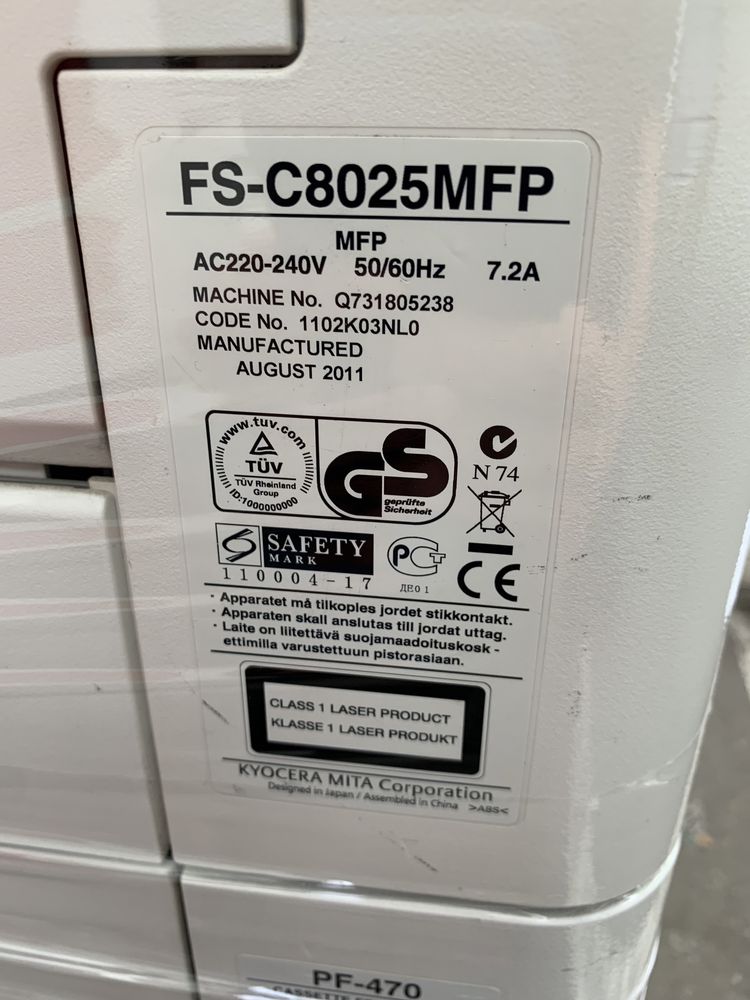 FS-C8025MFP
MFP
AC220-240V 50/60Hz 7.2A
MACHINE No. Q731805238
CODE No. 1102K03NL0
MANUFACTURED
AUGUST 2011
www.tuv.com
TÜV
TÜV Rheinland
Group
ID:1000000000
GS
geprüfte
Sicherheit
N 74
SAFETY
MARK
110004-17
РСТ
ДЕ01
CE
· Apparatet må tilkoples jordet stikkontakt.
· Apparaten skall anslutas till jordat uttag.
· Laite on liitettävä suojamaadoituskosk -
ettimilla varustettuun pistorasiaan.
CLASS 1 LASER PRODUCT
KLASSE 1 LASER PRODUKT
KYOCERA MITA Corporation
Designed in Japan / Assembled in China >ABS<
PF-470
CASSETTE